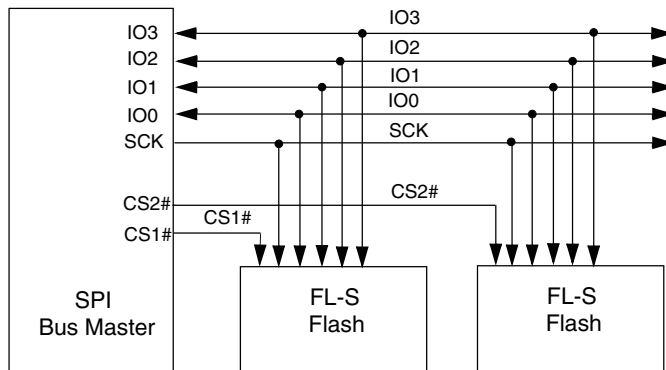 IO3
IO3
IO2
IO2
IO1
IO1
IO0
IO0
SCK
SCK
CS2#
CS2#
CS1#
CS1#
SPI
Bus Master
FL-S
Flash
FL-S
Flash